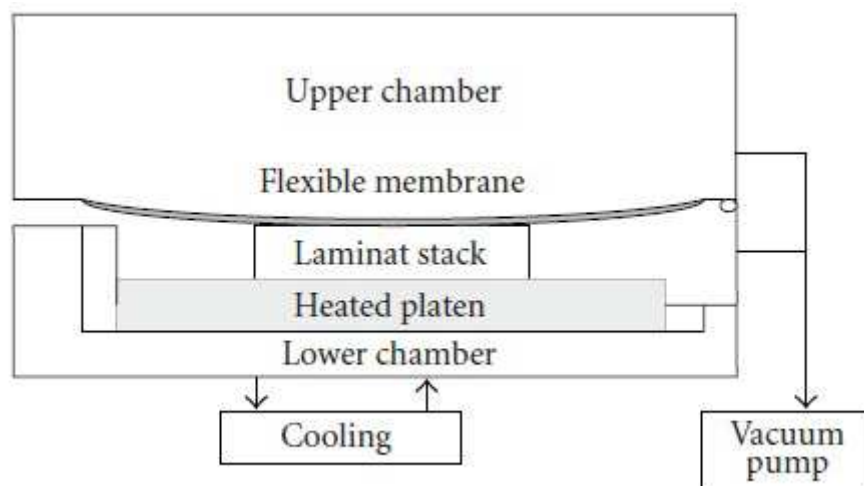 Upper chamber
Flexible membrane
Laminat stack
Heated platen
Lower chamber
Cooling
Vacuum
pump